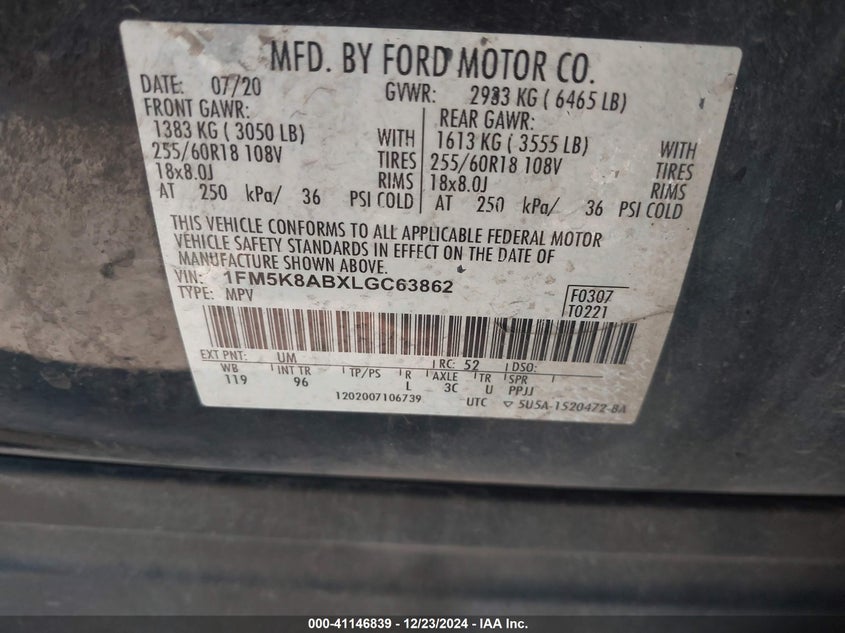 MFD. BY FORD MOTOR CO.
DATE: 07/20 GVWR: 2933 KG ( 6465 LB)
FRONT GAWR: REAR GAWR:
1383 KG ( 3050 LB) WITH 1613 KG ( 3555 LB) WITH
255/60R18 108V TIRES 255/60R18 108V TIRES
18x8.0J RIMS 18x8.0J RIMS
AT 250 kPa/ 36 PSI COLD AT 250 kPa/ 36 PSI COLD
THIS VEHICLE CONFORMS TO ALL APPLICABLE FEDERAL MOTOR
VEHICLE SAFETY STANDARDS IN EFFECT ON THE DATE OF
MANUFACTURE SHOWN ABOVE.
VIN: 1FM5K8ABXLGC63862 F0307
TYPE: MPV T0221
EXT PNT: UM RC: 52 DSO:
WB INT TR TP/PS R AXLE TR SPR
119 96 L 3C U PPJJ
1202007106739 UTC ▽ 5U5A-1520472-8A
000-41146839 - 12/23/2024 - IAA Inc.